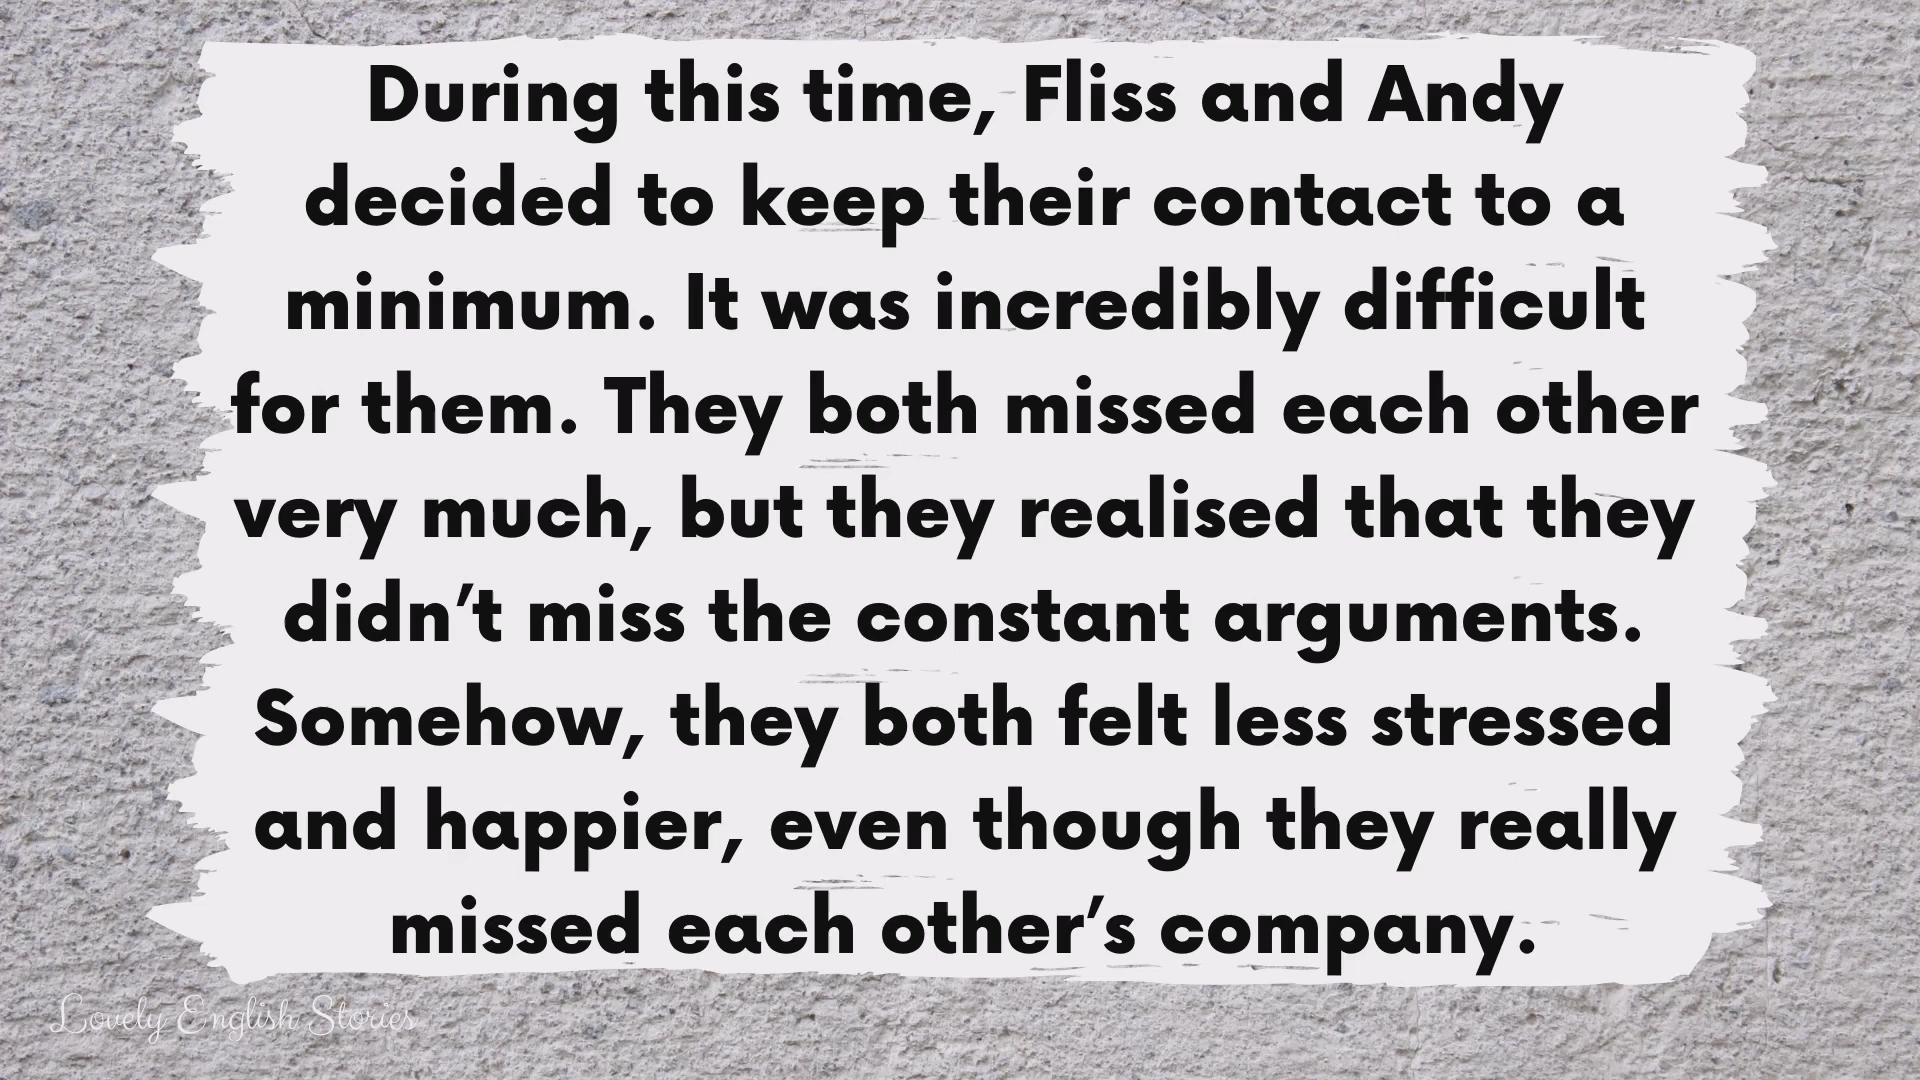 During this time, Fliss and Andy
decided to keep their contact to a
minimum. It was incredibly difficult
for them. They both missed each other
very much, but they realised that they
didn’t miss the constant arguments.
Somehow, they both felt less stressed
and happier, even though they really
missed each other’s company.
Lovely English Stories